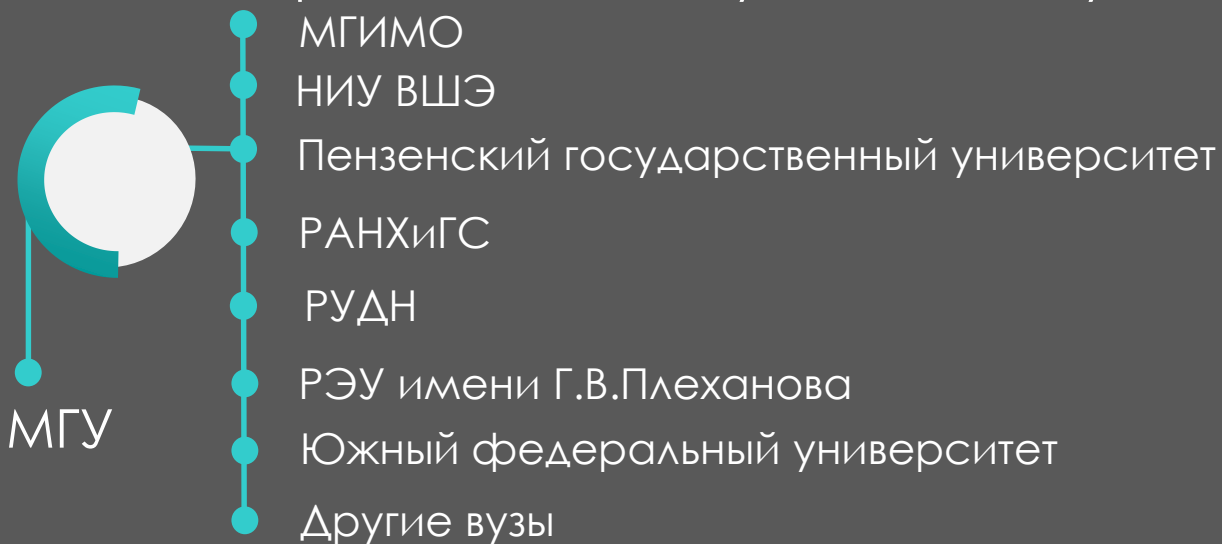 МГИМО
НИУ ВШЭ
Пензенский государственный университет
РАНХиГС
РУДН
РЭУ имени Г.В.Плеханова
МГУ
Южный федеральный университет
Другие вузы